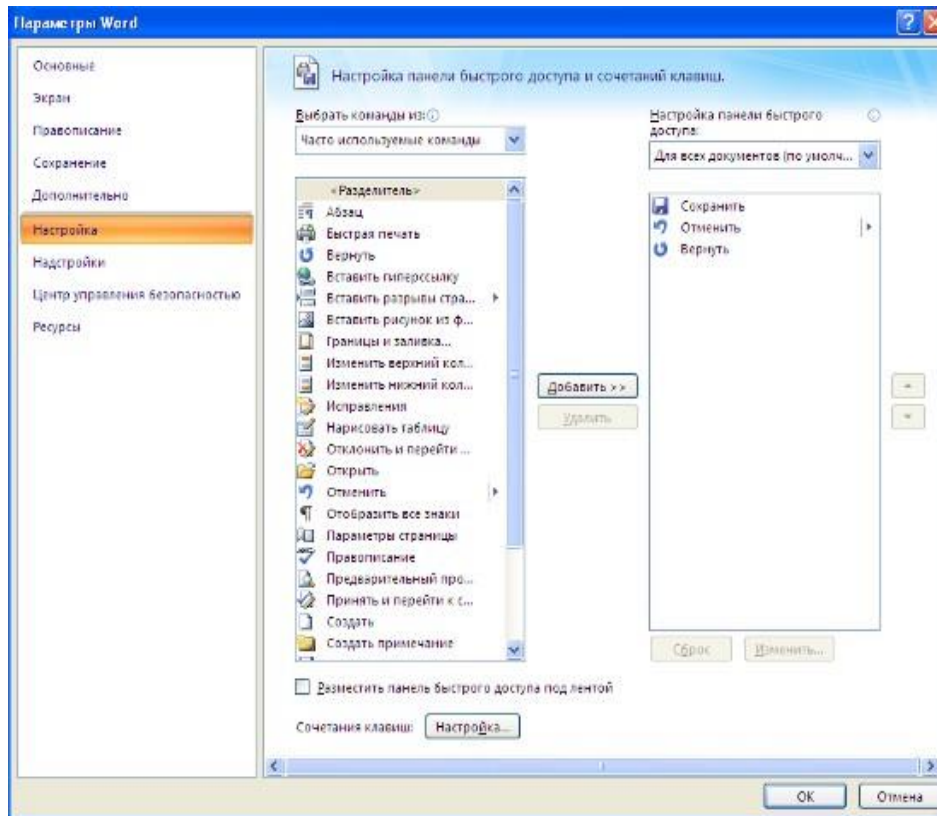 Параметры Word
Основные
Экран
Правописание
Сохранение
Дополнительно
Настройка
Надстройки
Центр управления безопасностью
Ресурсы
Настройка панели быстрого доступа и сочетаний клавиш.
Выбрать команды из:
Часто используемые команды
<Разделитель>
Абзац
Быстрая печать
Вернуть
Вставить гиперссылку
Вставить разрывы стра...
Вставить рисунок из ф...
Границы и заливка...
Изменить верхний кол...
Изменить нижний кол...
Исправления
Нарисовать таблицу
Отклонить и перейти ...
Открыть
Отменить
Отобразить все знаки
Параметры страницы
Правописание
Предварительный про...
Принять и перейти к с...
Создать
Создать примечание
Добавить >>
Удалить
Настройка панели быстрого
доступа:
Для всех документов (по умолч...
Сохранить
Отменить
Вернуть
Сброс
Изменить...
Разместить панель быстрого доступа под лентой
Сочетания клавиш:
Настройка...
ОК
Отмена